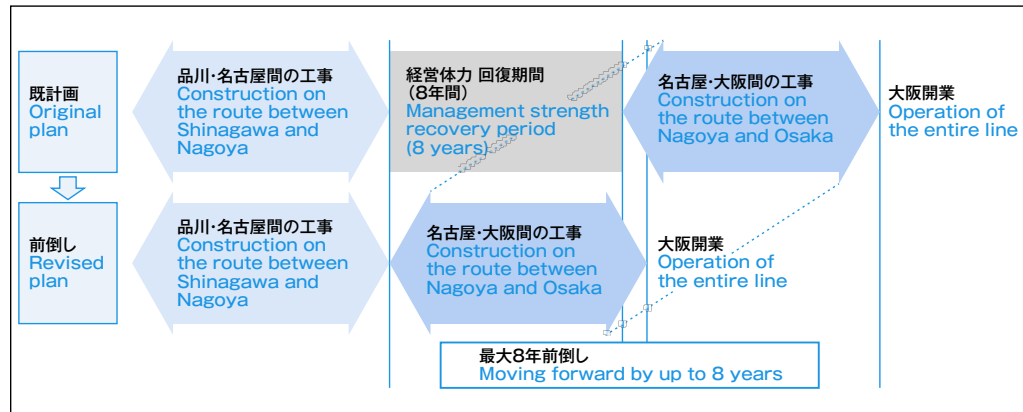 既計画
Original
plan
品川・名古屋間の工事
Construction on
the route between
Shinagawa and
Nagoya
経営体力 回復期間
（8年間）
Management strength
recovery period
(8 years)
名古屋・大阪間の工事
Construction on
the route between
Nagoya and Osaka
大阪開業
Operation of
the entire line
前倒し
Revised
plan
品川・名古屋間の工事
Construction on
the route between
Shinagawa and
Nagoya
名古屋・大阪間の工事
Construction on
the route between
Nagoya and Osaka
大阪開業
Operation of
the entire line
最大8年前倒し
Moving forward by up to 8 years